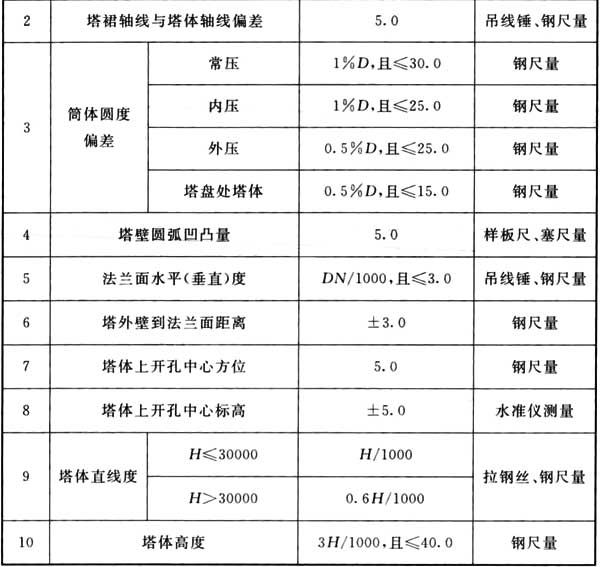 2 塔裙轴线与塔体轴线偏差 5.0 吊线锤、钢尺量
3 筒体圆度偏差 常压 1%D,且≤30.0 钢尺量
内压 1%D,且≤25.0 钢尺量
外压 0.5%D,且≤25.0 钢尺量
塔盘处塔体 0.5%D,且≤15.0 钢尺量
4 塔壁圆弧凹凸量 5.0 样板尺、塞尺量
5 法兰面水平(垂直)度 DN/1000,且≤3.0 吊线锤、钢尺量
6 塔外壁到法兰面距离 ±3.0 钢尺量
7 塔体上开孔中心方位 5.0 钢尺量
8 塔体上开孔中心标高 ±5.0 水准仪测量
9 塔体直线度 H≤30000 H/1000 拉钢丝、钢尺量
H>30000 0.6H/1000
10 塔体高度 3H/1000,且≤40.0 钢尺量